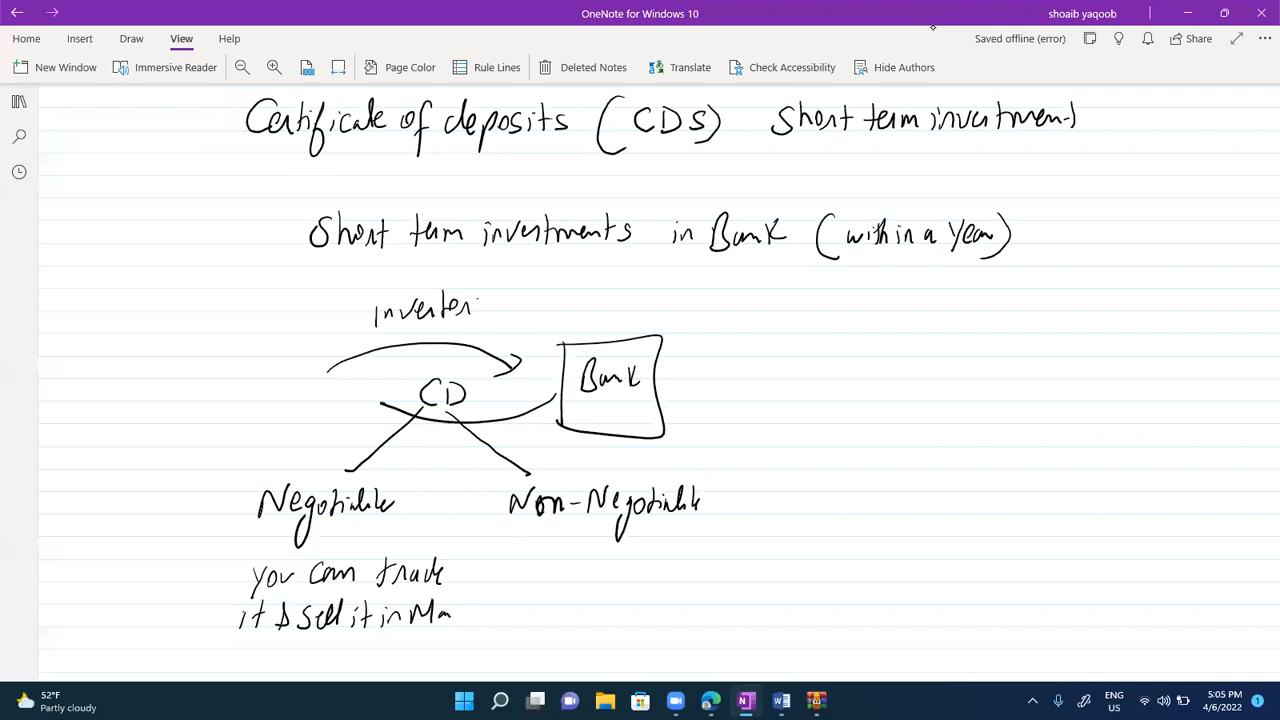 OneNote for Windows 10
shoaib yaqoob
Home Insert Draw View Help
Saved offline (error)
Share
New Window Immersive Reader Page Color Rule Lines Deleted Notes Translate Check Accessibility Hide Authors
Certificate of deposits (CDS) Short term investment
Short term investments in Bank (within a year)
invester
CD
Bank
Negotiable Non-Negotiable
you can trade
it & sell it in Ma
52°F
Partly cloudy
ENG
US
5:05 PM
4/6/2022